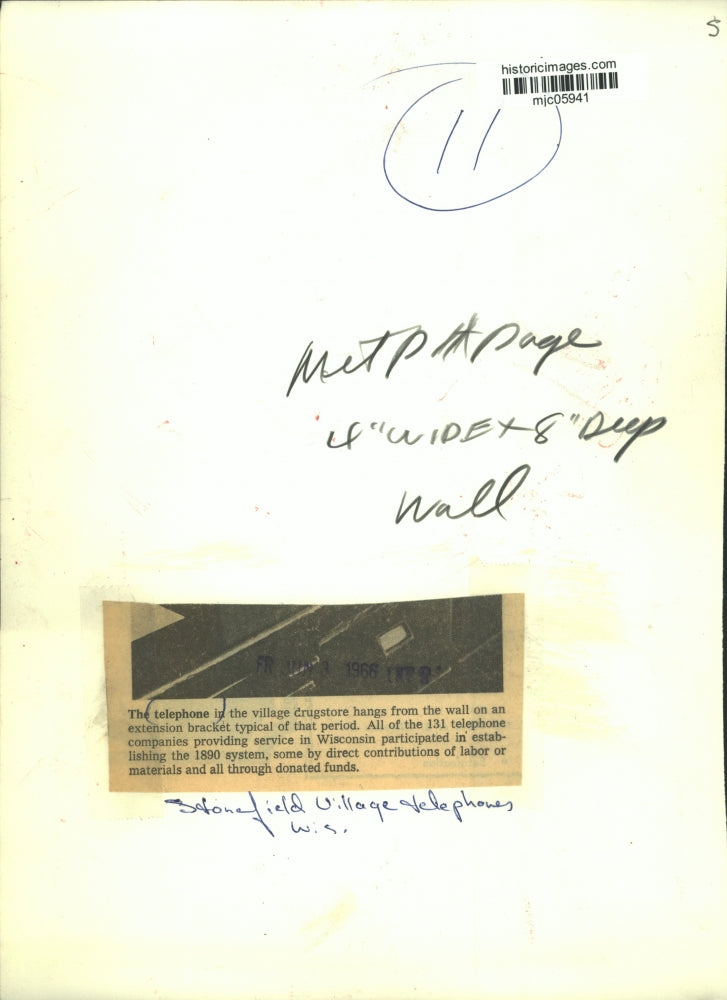 S
historicimages.com
mjc05941
11
Met PH Page
4" WIDE x 8" Deep
Wall
FR JUN 3 1966
The telephone in the village drugstore hangs from the wall on an
extension bracket typical of that period. All of the 131 telephone
companies providing service in Wisconsin participated in estab-
lishing the 1890 system, some by direct contributions of labor or
materials and all through donated funds.
Stonefield Village telephones
Wis.